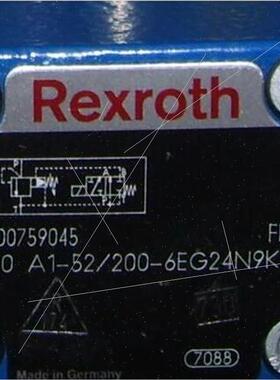 Rexroth
00759045
F
0 A1-52/200-6EG24N9K
7088
Made in Germany